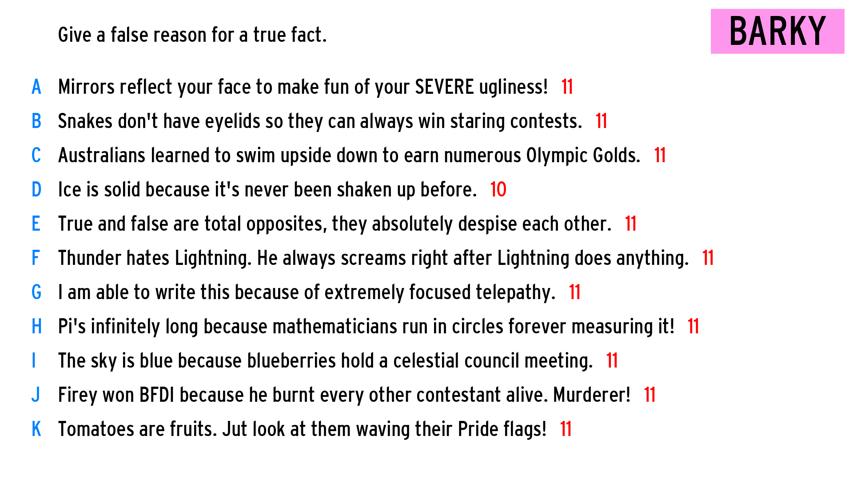 Give a false reason for a true fact.
BARKY
A Mirrors reflect your face to make fun of your SEVERE ugliness! 11
B Snakes don't have eyelids so they can always win staring contests. 11
C Australians learned to swim upside down to earn numerous Olympic Golds. 11
D Ice is solid because it's never been shaken up before. 10
E True and false are total opposites, they absolutely despise each other. 11
F Thunder hates Lightning. He always screams right after Lightning does anything. 11
G I am able to write this because of extremely focused telepathy. 11
H Pi's infinitely long because mathematicians run in circles forever measuring it! 11
I The sky is blue because blueberries hold a celestial council meeting. 11
J Firey won BFDI because he burnt every other contestant alive. Murderer! 11
K Tomatoes are fruits. Jut look at them waving their Pride flags! 11